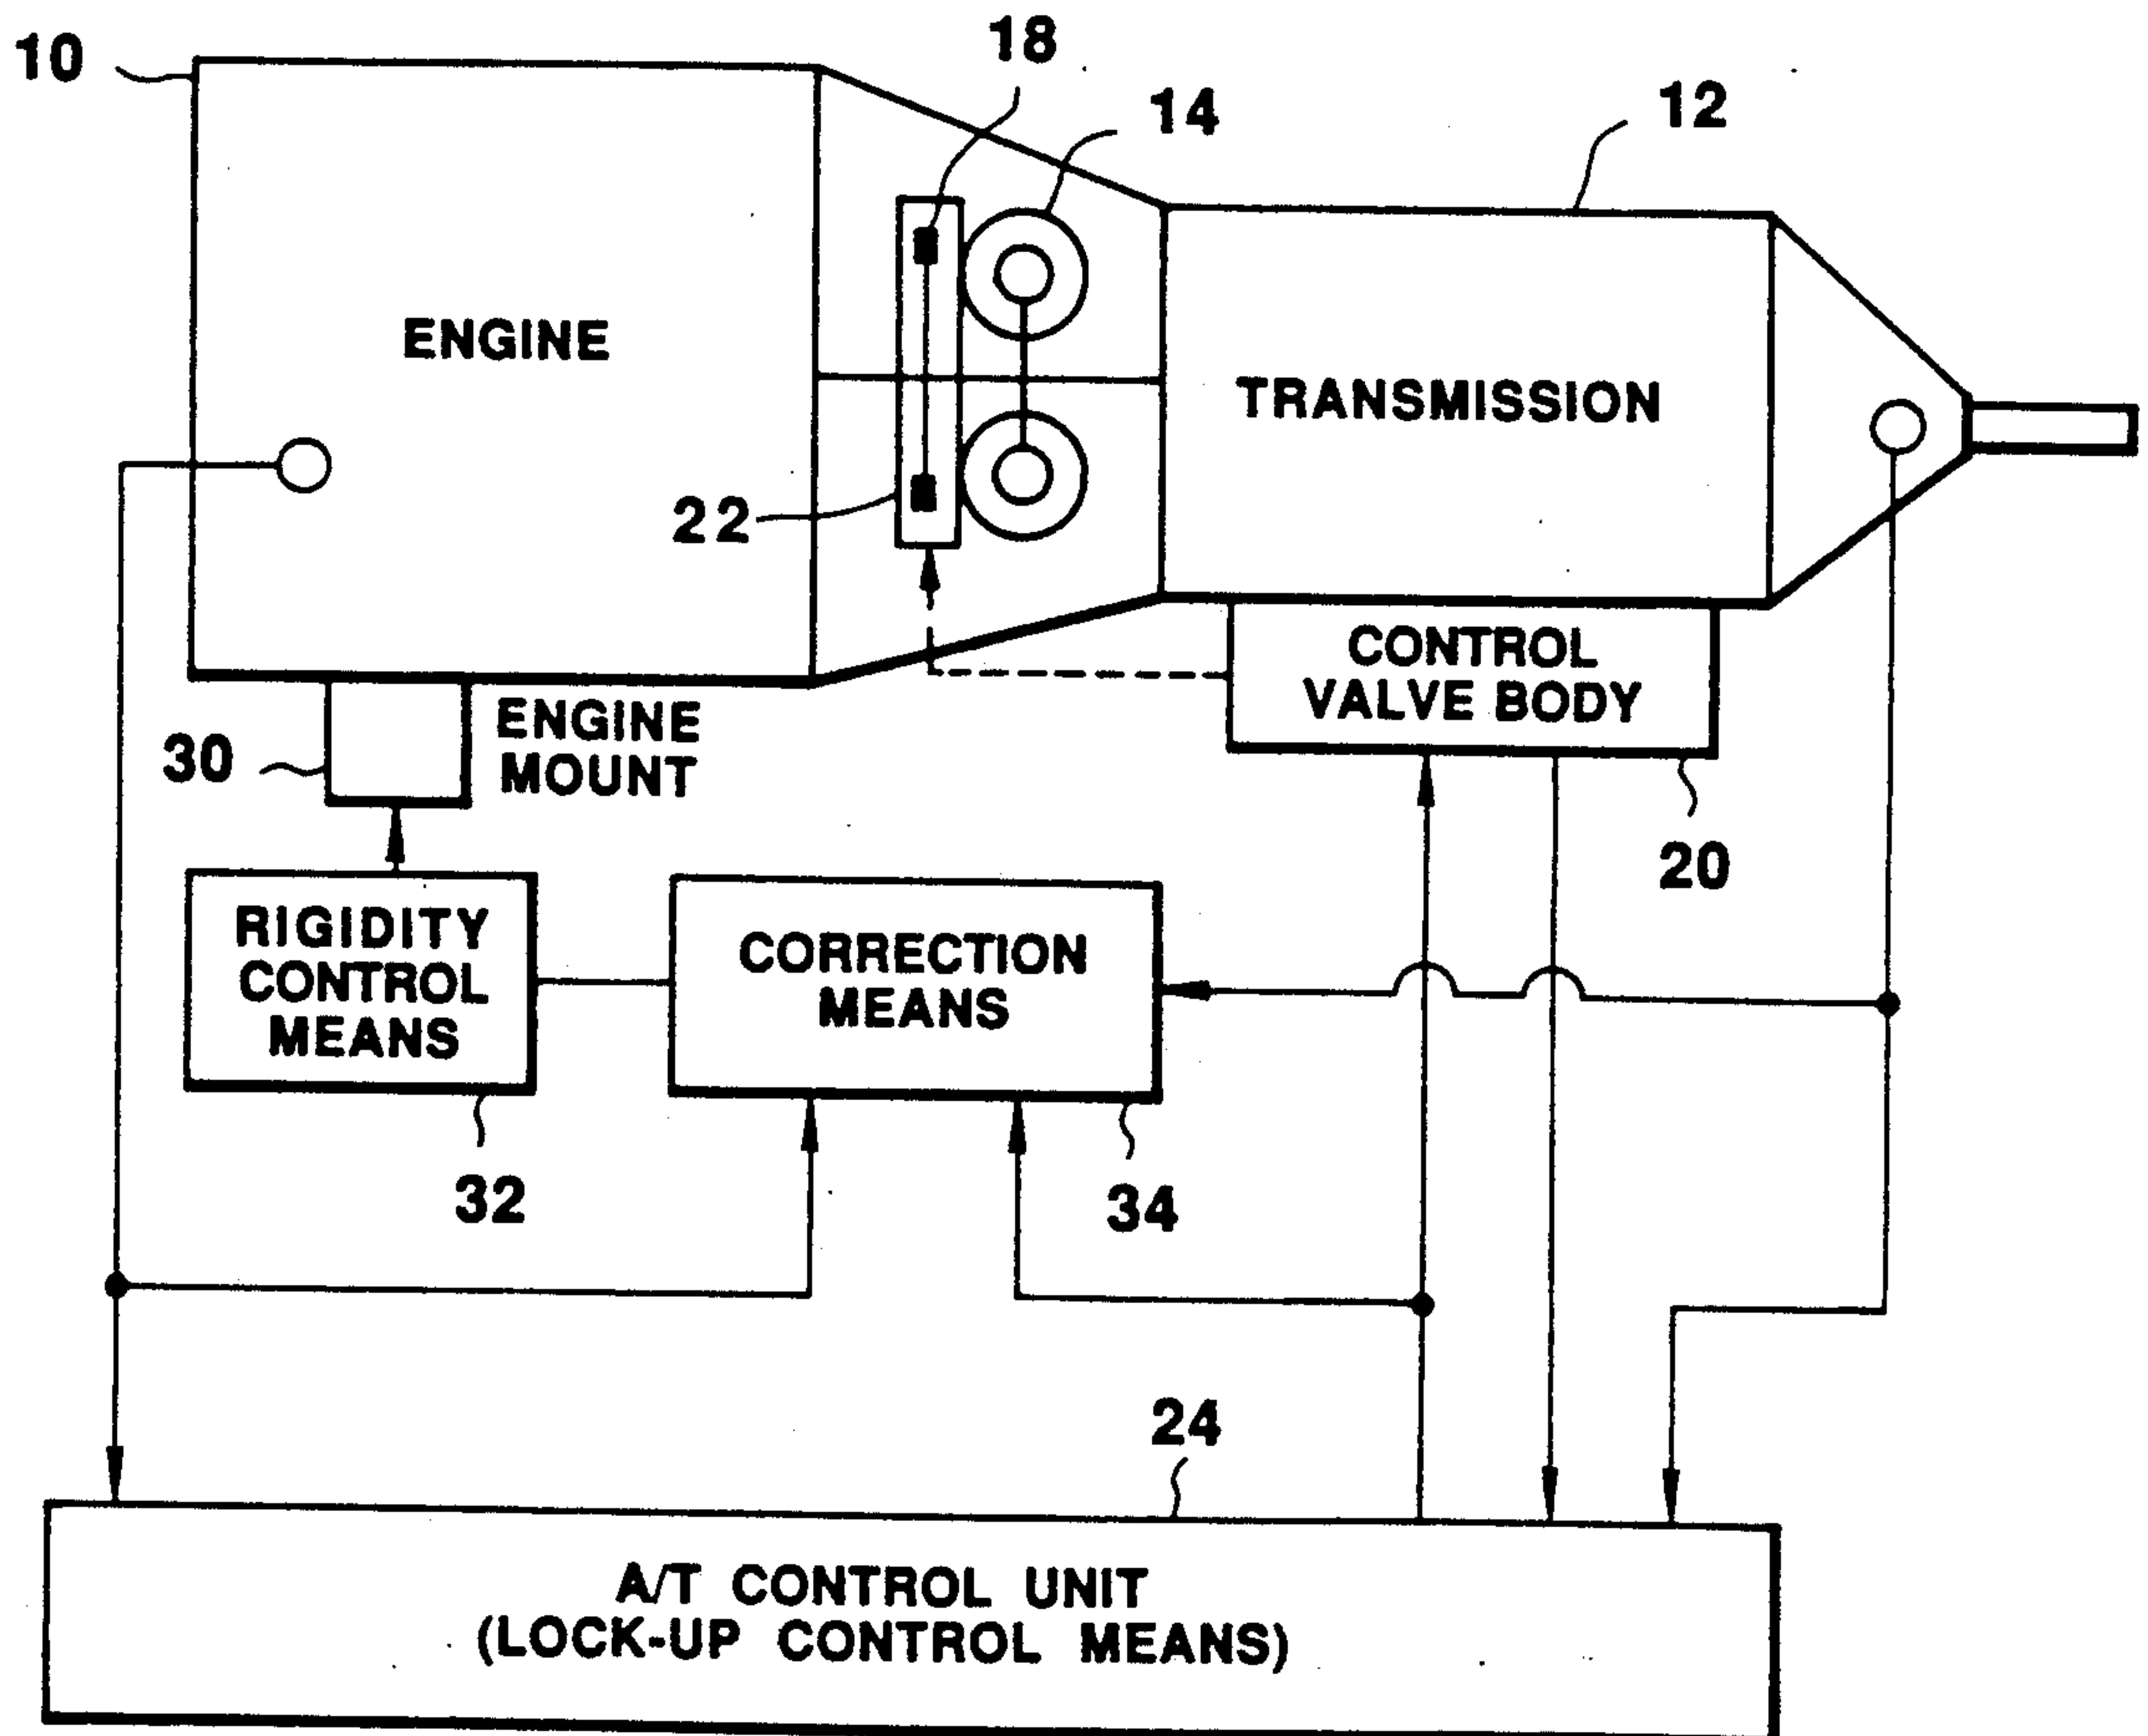 10
18
14
12
ENGINE
TRANSMISSION
22
CONTROL
VALVE BODY
ENGINE
MOUNT
30
20
RIGIDITY
CONTROL
MEANS
CORRECTION
MEANS
32
34
24
A/T CONTROL UNIT
(LOCK-UP CONTROL MEANS)